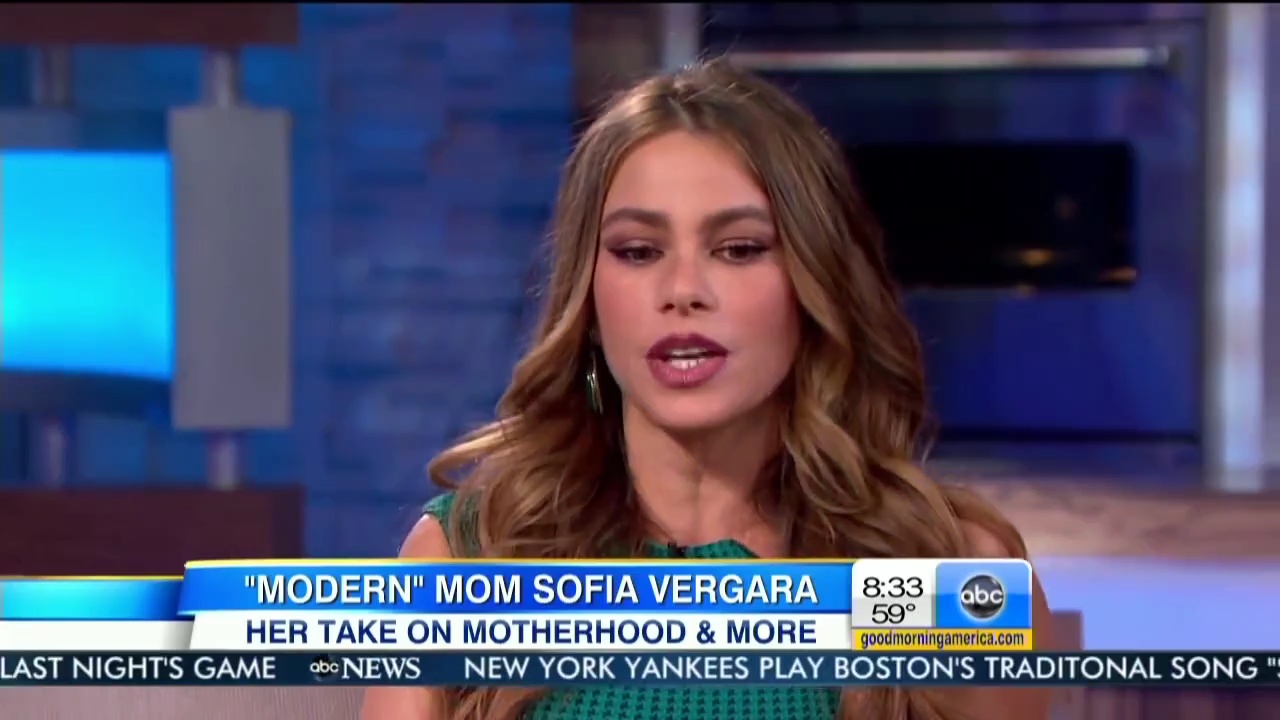 "MODERN" MOM SOFIA VERGARA
HER TAKE ON MOTHERHOOD & MORE
8:33
59°
abc
goodmorningamerica.com
LAST NIGHT'S GAME abc NEWS NEW YORK YANKEES PLAY BOSTON'S TRADITONAL SONG "